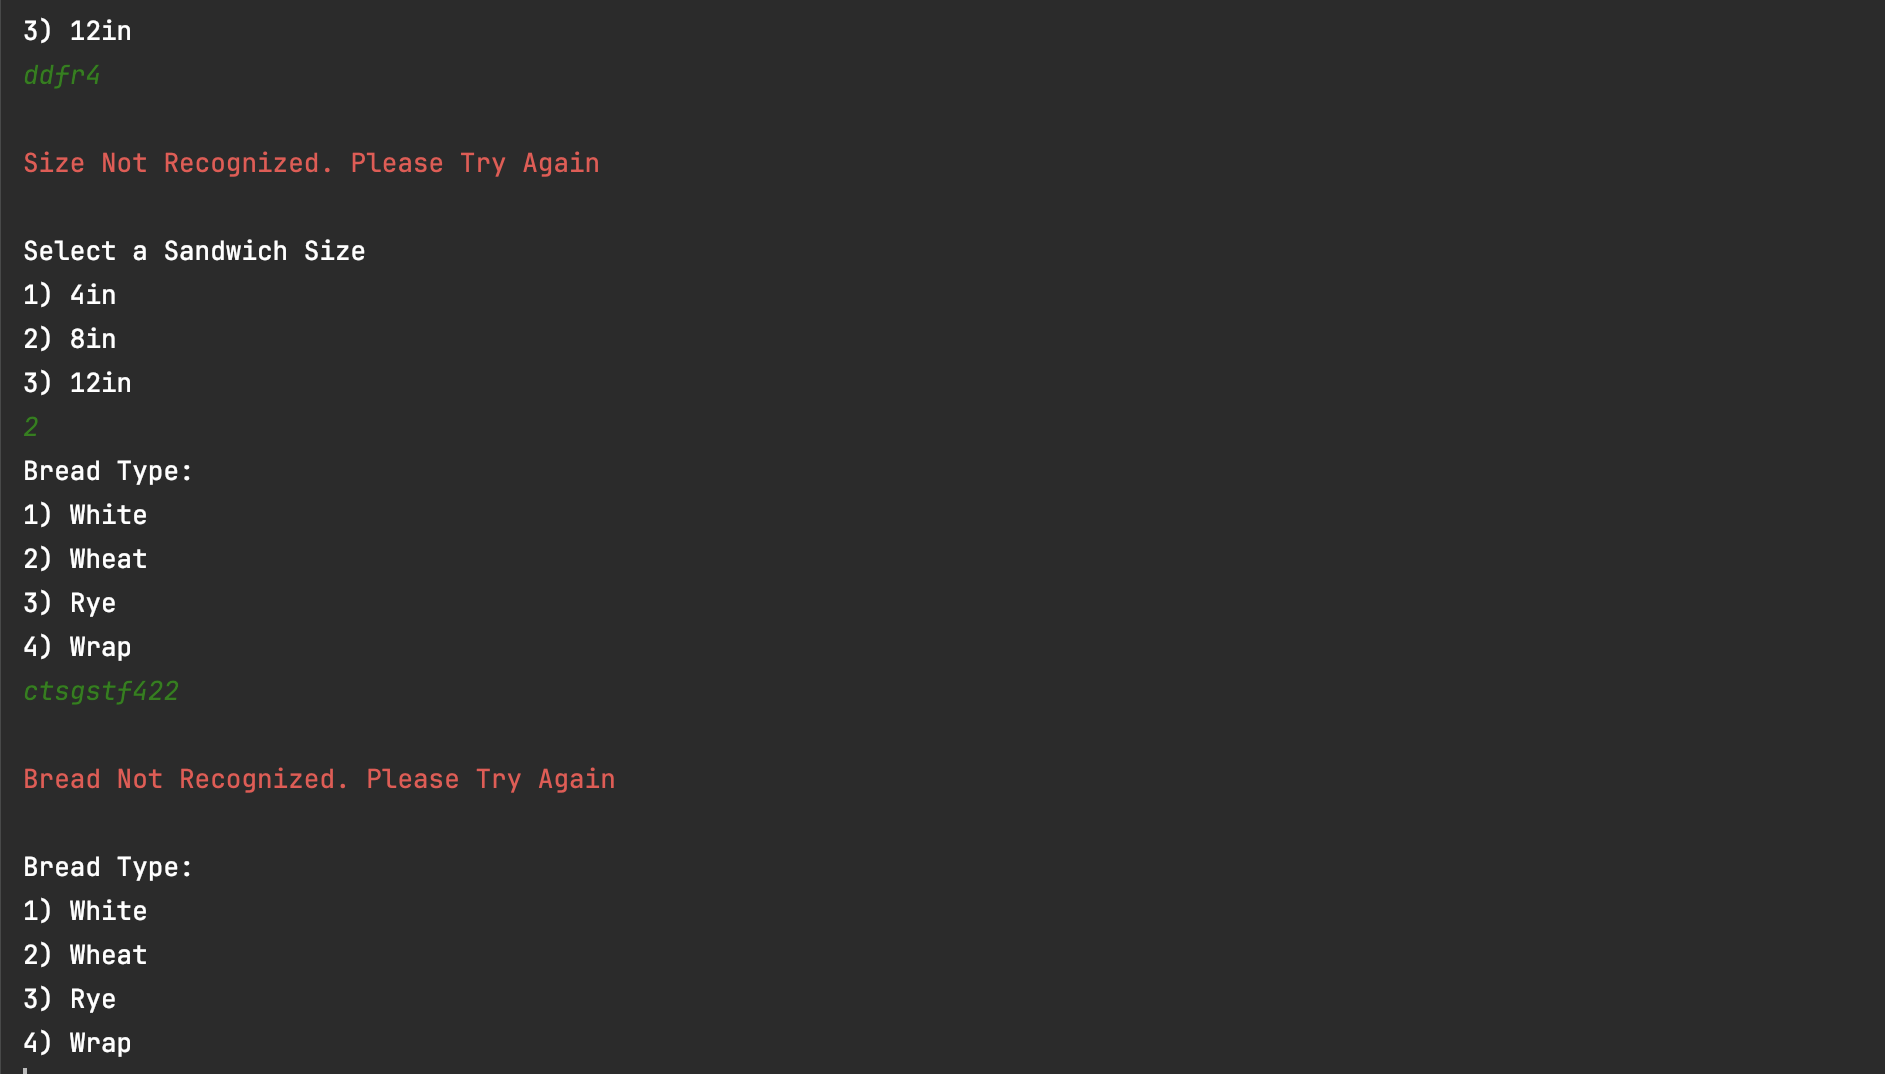 3) 12in
ddfr4
Size Not Recognized. Please Try Again
Select a Sandwich Size
1) 4in
2) 8in
3) 12in
2
Bread Type:
1) White
2) Wheat
3) Rye
4) Wrap
ctsgstf422
Bread Not Recognized. Please Try Again
Bread Type:
1) White
2) Wheat
3) Rye
4) Wrap